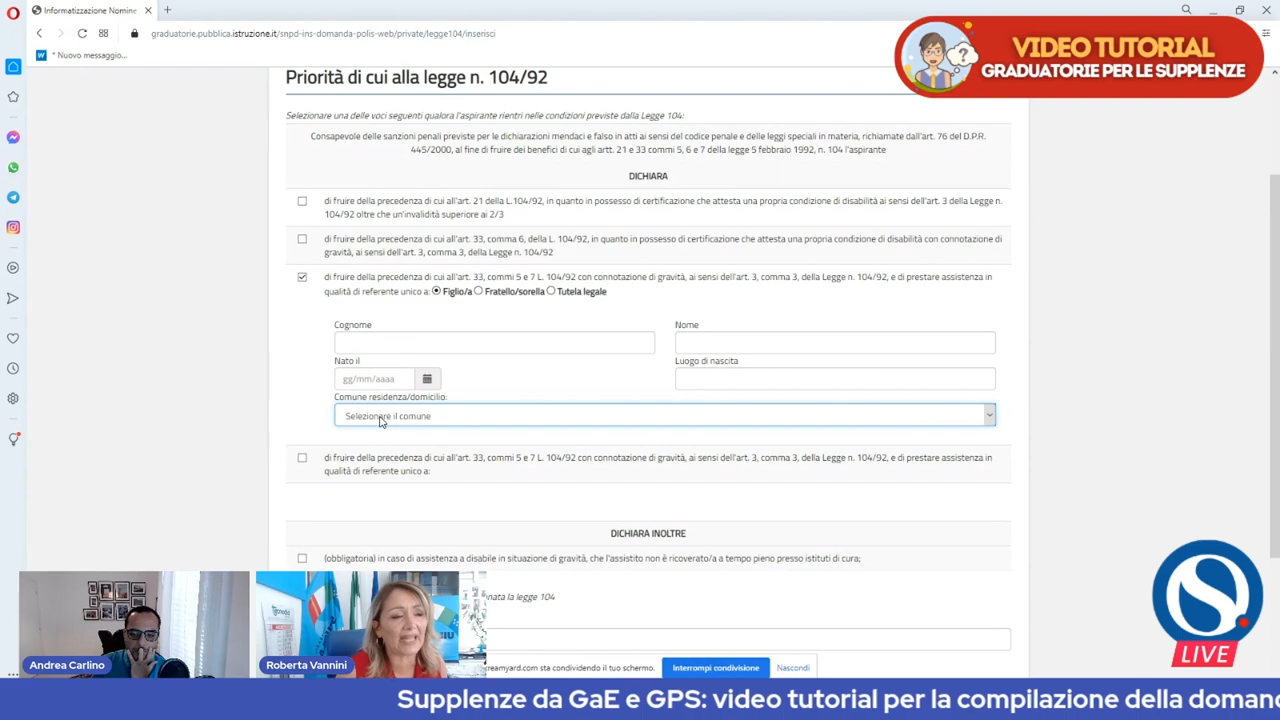 Informatizzazione Nomine
graduatorie.pubblica.istruzione.it/snpd-ins-domanda-polis-web/private/legge104/inserisci
* Nuovo messaggio...
VIDEO TUTORIAL
GRADUATORIE PER LE SUPPLENZE
Priorità di cui alla legge n. 104/92
Selezionare una delle voci seguenti qualora l'aspirante rientri nelle condizioni previste dalla Legge 104:
Consapevole delle sanzioni penali previste per le dichiarazioni mendaci e falso in atti ai sensi del codice penale e delle leggi speciali in materia, richiamate dall'art. 76 del D.P.R.
445/2000, al fine di fruire dei benefici di cui agli artt. 21 e 33 commi 5, 6 e 7 della legge 5 febbraio 1992, n. 104 l'aspirante
DICHIARA
di fruire della precedenza di cui all'art. 21 della L.104/92, in quanto in possesso di certificazione che attesta una propria condizione di disabilità ai sensi dell'art. 3 della Legge n.
104/92 oltre che un'invalidità superiore ai 2/3
di fruire della precedenza di cui all'art. 33, comma 6, della L. 104/92, in quanto in possesso di certificazione che attesta una propria condizione di disabilità con connotazione di
gravità, ai sensi dell'art. 3, comma 3, della Legge n. 104/92
di fruire della precedenza di cui all'art. 33, commi 5 e 7 L. 104/92 con connotazione di gravità, ai sensi dell'art. 3, comma 3, della Legge n. 104/92, e di prestare assistenza in
qualità di referente unico a: Figlio/a Fratello/sorella Tutela legale
Cognome
Nome
Nato il
Luogo di nascita
gg/mm/aaaa
Comune residenza/domicilio:
Selezionare il comune
di fruire della precedenza di cui all'art. 33, commi 5 e 7 L. 104/92 con connotazione di gravità, ai sensi dell'art. 3, comma 3, della Legge n. 104/92, e di prestare assistenza in
qualità di referente unico a:
DICHIARA INOLTRE
(obbligatorio) in caso di assistenza a disabile in situazione di gravità, che l'assistito non è ricoverato/a a tempo pieno presso istituti di cura;
nata la legge 104
Andrea Carlino
Roberta Vannini
reamyard.com sta condividendo il tuo schermo.
Interrompi condivisione
Nascondi
S
LIVE
Supplenze da GaE e GPS: video tutorial per la compilazione della doman